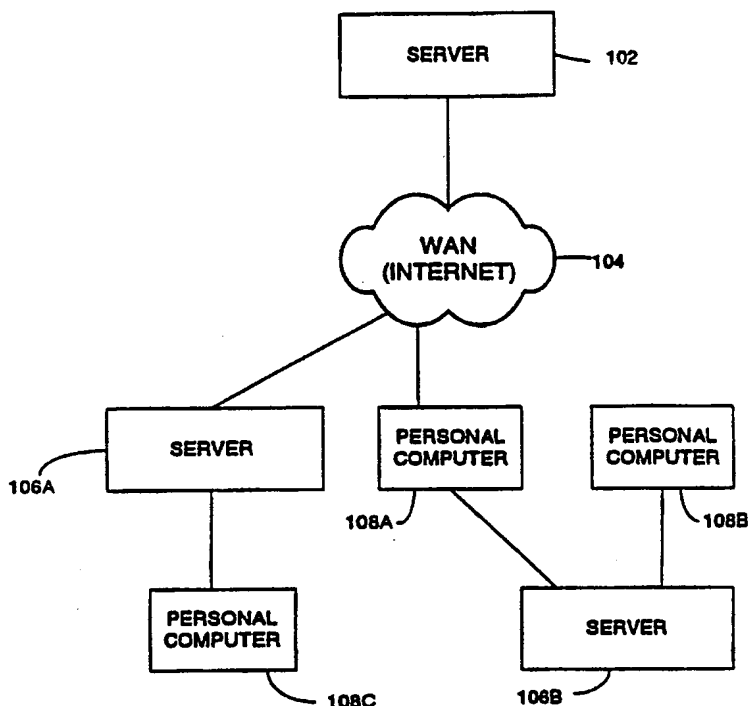 SERVER
102
WAN
(INTERNET)
104
SERVER
106A
PERSONAL
COMPUTER
108A
PERSONAL
COMPUTER
108B
PERSONAL
COMPUTER
108C
SERVER
106B